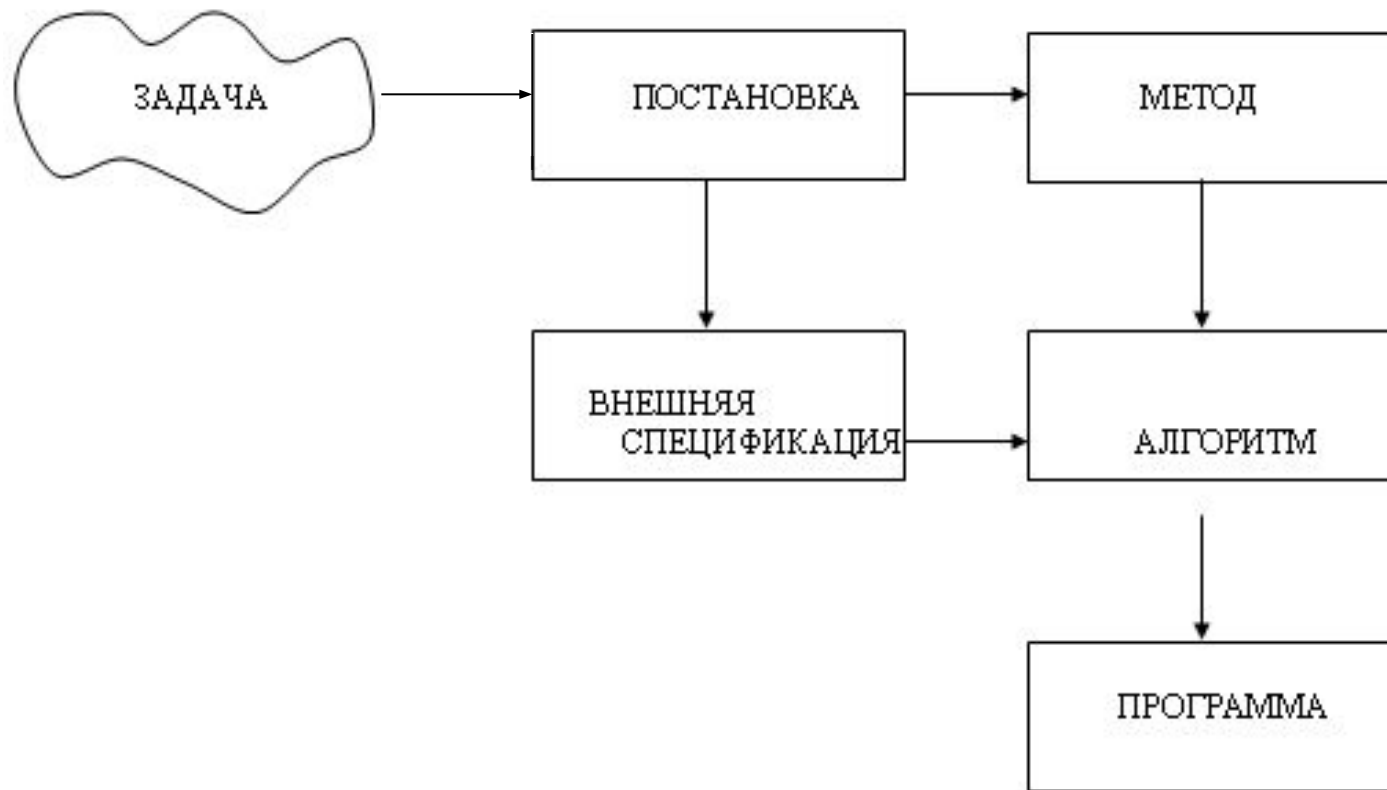 ЗАДАЧА
ПОСТАНОВКА
МЕТОД
ВНЕШНЯЯ
СПЕЦИФИКАЦИЯ
АЛГОРИТМ
ПРОГРАММА